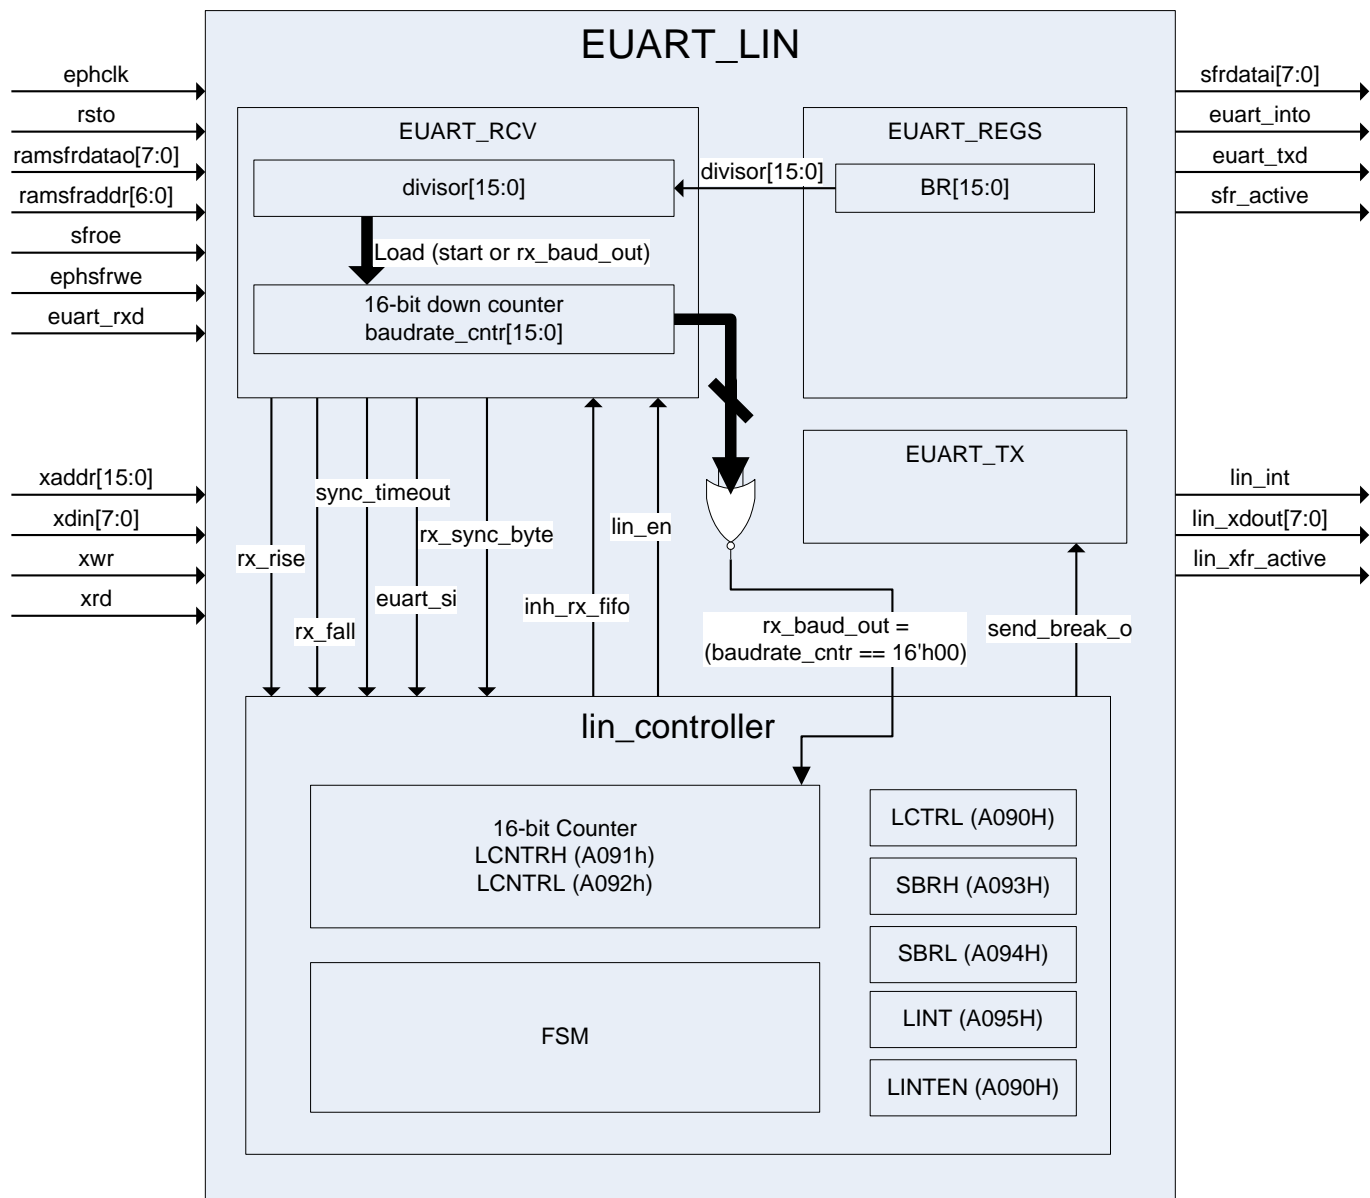 EUART_LIN
ephclk
rsto
ramsfrdatao[7:0]
ramsfraddr[6:0]
sfroe
ephsfrwe
euart_rxd
xaddr[15:0]
xdin[7:0]
xwr
xrd
EUART_RCV
divisor[15:0]
Load (start or rx_baud_out)
16-bit down counter
baudrate_cntr[15:0]
divisor[15:0]
EUART_REGS
BR[15:0]
EUART_TX
sfrdatai[7:0]
euart_into
euart_txd
sfr_active
lin_int
lin_xdout[7:0]
lin_xfr_active
sync_timeout
rx_sync_byte
lin_en
rx_rise
euart_si
inh_rx_fifo
rx_fall
rx_baud_out =
(baudrate_cntr == 16'h00)
send_break_o
lin_controller
16-bit Counter
LCNTRH (A091h)
LCNTRL (A092h)
FSM
LCTRL (A090H)
SBRH (A093H)
SBRL (A094H)
LINT (A095H)
LINTEN (A090H)